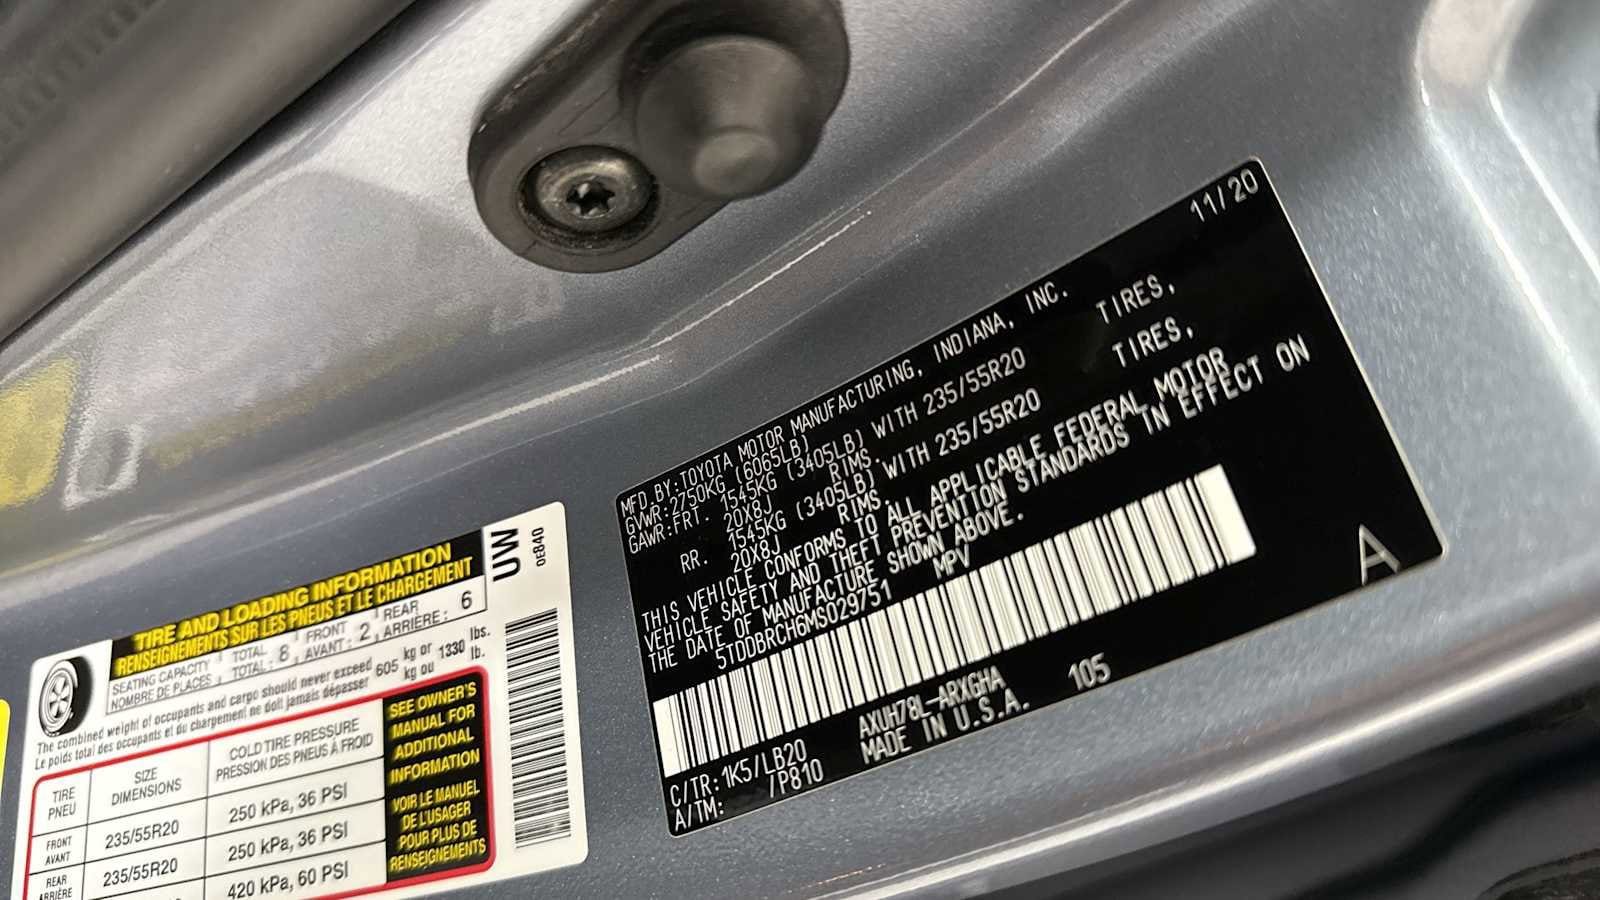 11/20
MFD.BY:TOYOTA MOTOR MANUFACTURING, INDIANA, INC.
GVWR:2750KG (6065LB)
GAWR:FRT. 1545KG (3405LB) WITH 235/55R20 TIRES,
20X8J RIMS.
RR. 1545KG (3405LB) WITH 235/55R20 TIRES,
20X8J RIMS.
THIS VEHICLE CONFORMS TO ALL APPLICABLE FEDERAL MOTOR
VEHICLE SAFETY AND THEFT PREVENTION STANDARDS IN EFFECT ON
THE DATE OF MANUFACTURE SHOWN ABOVE.
5TDDBRCH6MS029751 MPV
C/TR:1K5/LB20 AXUH78L-ARXGHA 105
A/TM: /P810 MADE IN U.S.A.
A
TIRE AND LOADING INFORMATION
RENSEIGNEMENTS SUR LES PNEUS ET LE CHARGEMENT
UW
0E840
SEATING CAPACITY TOTAL 8 FRONT 2 REAR 6
NOMBRE DE PLACES TOTAL: , AVANT: , ARRIÈRE:
The combined weight of occupants and cargo should never exceed 605 kg or 1330 lbs.
Le poids total des occupants et du chargement ne doit jamais dépasser kg ou lb.
TIRE SIZE COLD TIRE PRESSURE
PNEU DIMENSIONS PRESSION DES PNEUS À FROID
FRONT
AVANT 235/55R20 250 kPa, 36 PSI
REAR
ARRIÈRE 235/55R20 250 kPa, 36 PSI
420 kPa, 60 PSI
SEE OWNER'S
MANUAL FOR
ADDITIONAL
INFORMATION
VOIR LE MANUEL
DE L'USAGER
POUR PLUS DE
RENSEIGNEMENTS